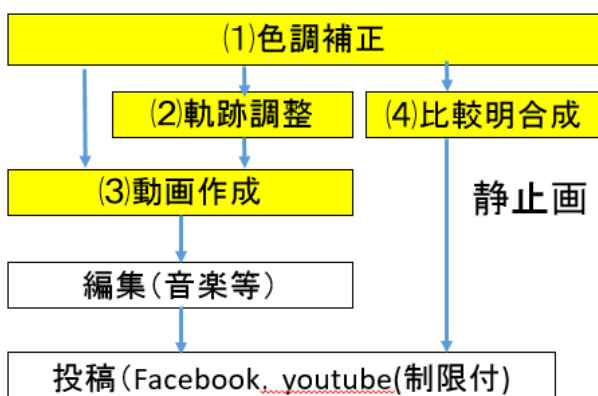 ⑴色調補正
⑵軌跡調整
⑷比較明合成
⑶動画作成
静止画
編集（音楽等）
投稿（Facebook．youtube(制限付)